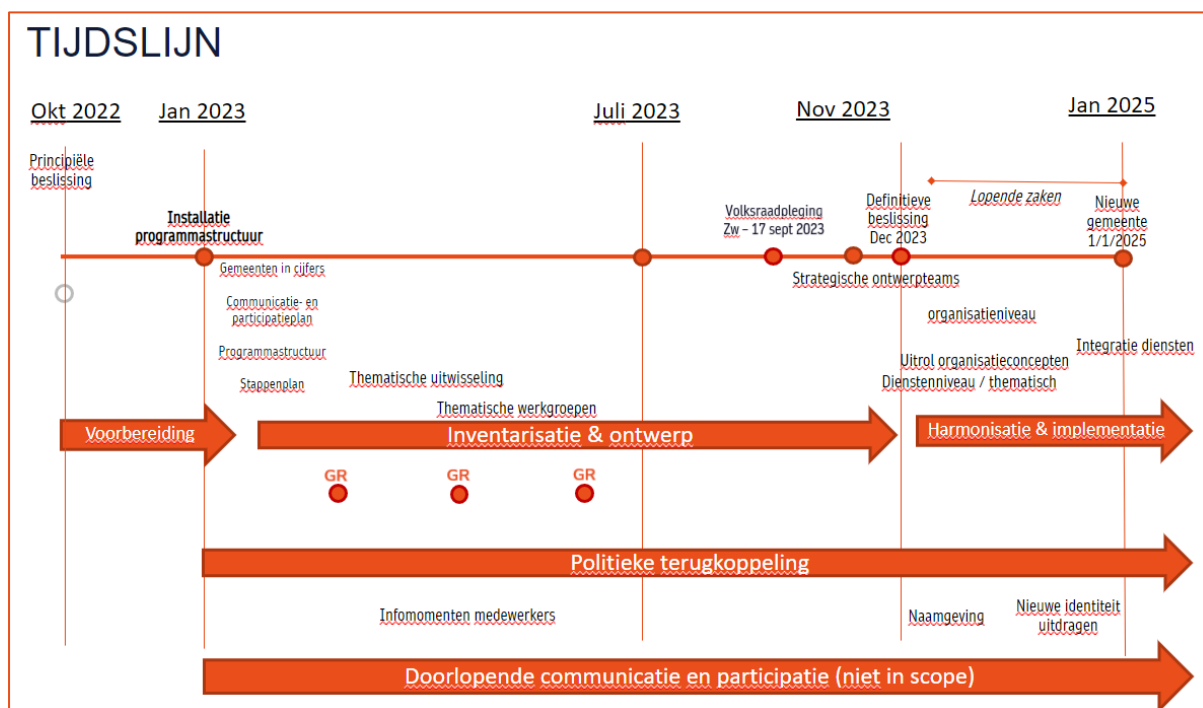 TIJDSLIJN
Okt 2022
Jan 2023
Juli 2023
Nov 2023
Jan 2025
Principiële
beslissing
Installatie
programmastructuur
Volksraadpleging
Zw – 17 sept 2023
Definitieve
beslissing
Dec 2023
Lopende zaken
Nieuwe
gemeente
1/1/2025
Gemeenten in cijfers
Communicatie- en
participatieplan
Programmastructuur
Stappenplan
Strategische ontwerpteams
organisatieniveau
Uitrol organisatieconcepten
Dienstenniveau / thematisch
Integratie diensten
Thematische uitwisseling
Thematische werkgroepen
Voorbereiding
Inventarisatie & ontwerp
Harmonisatie & implementatie
GR
GR
GR
Politieke terugkoppeling
Infomomenten medewerkers
Naamgeving
Nieuwe identiteit
uitdragen
Doorlopende communicatie en participatie (niet in scope)